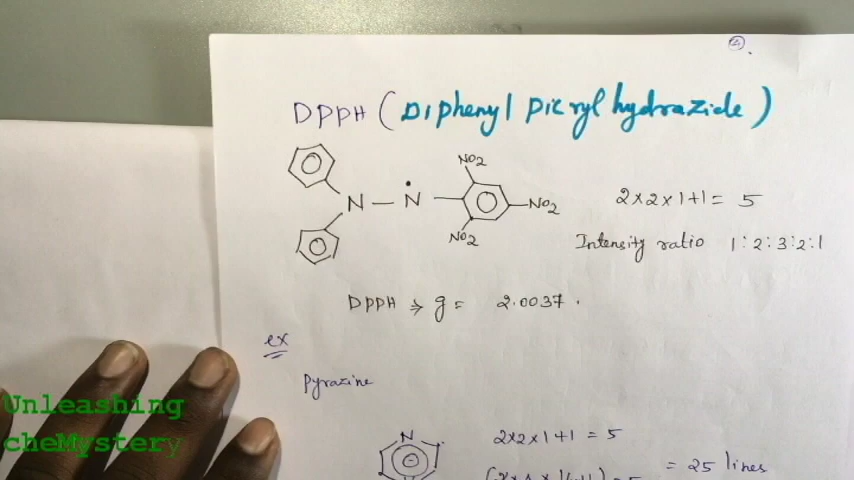 4
DPPH (Diphenyl picryl hydrazide)
NO2
N — N — NO2
NO2
2×2×1+1 = 5
Intensity ratio 1:2:3:2:1
DPPH → g = 2.0037.
ex
Pyrazine
Unleashing
cheMystery
N
2×2×1+1 = 5
= 25 lines